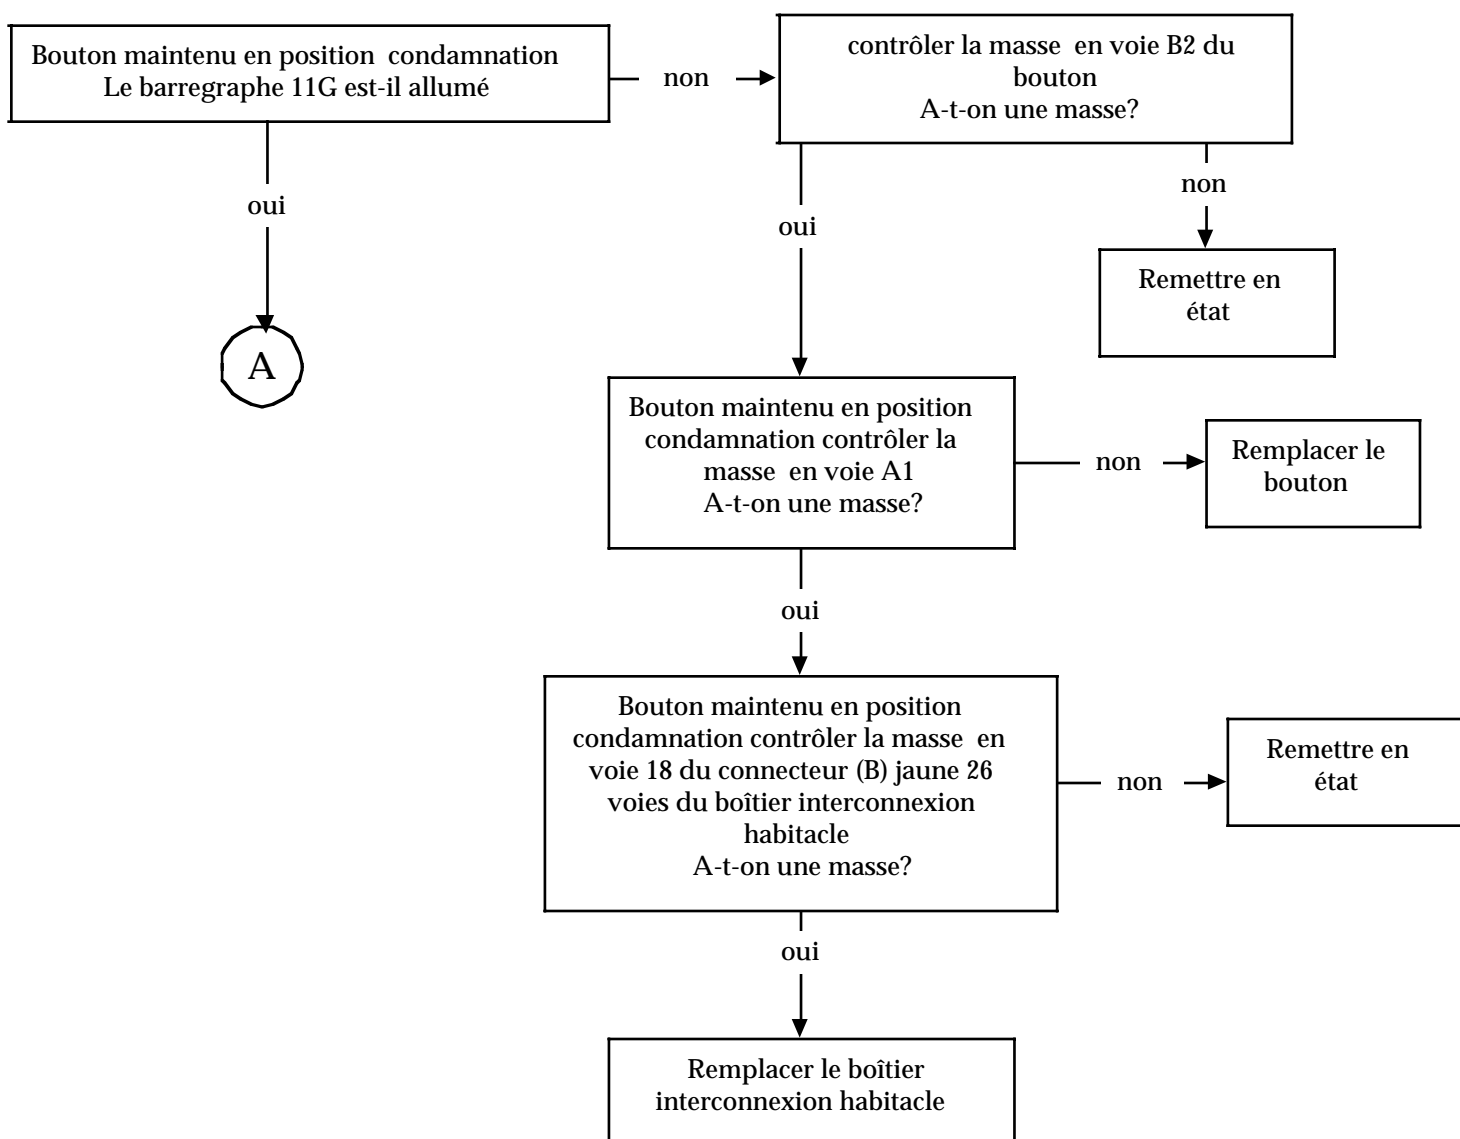 Bouton maintenu en position condamnation
Le barregraphe 11G est-il allumé
non
contrôler la masse en voie B2 du
bouton
A-t-on une masse?
oui
A
oui
non
Remettre en
état
Bouton maintenu en position
condamnation contrôler la
masse en voie A1
A-t-on une masse?
non
Remplacer le
bouton
oui
Bouton maintenu en position
condamnation contrôler la masse en
voie 18 du connecteur (B) jaune 26
voies du boîtier interconnexion
habitacle
A-t-on une masse?
non
Remettre en
état
oui
Remplacer le boîtier
interconnexion habitacle